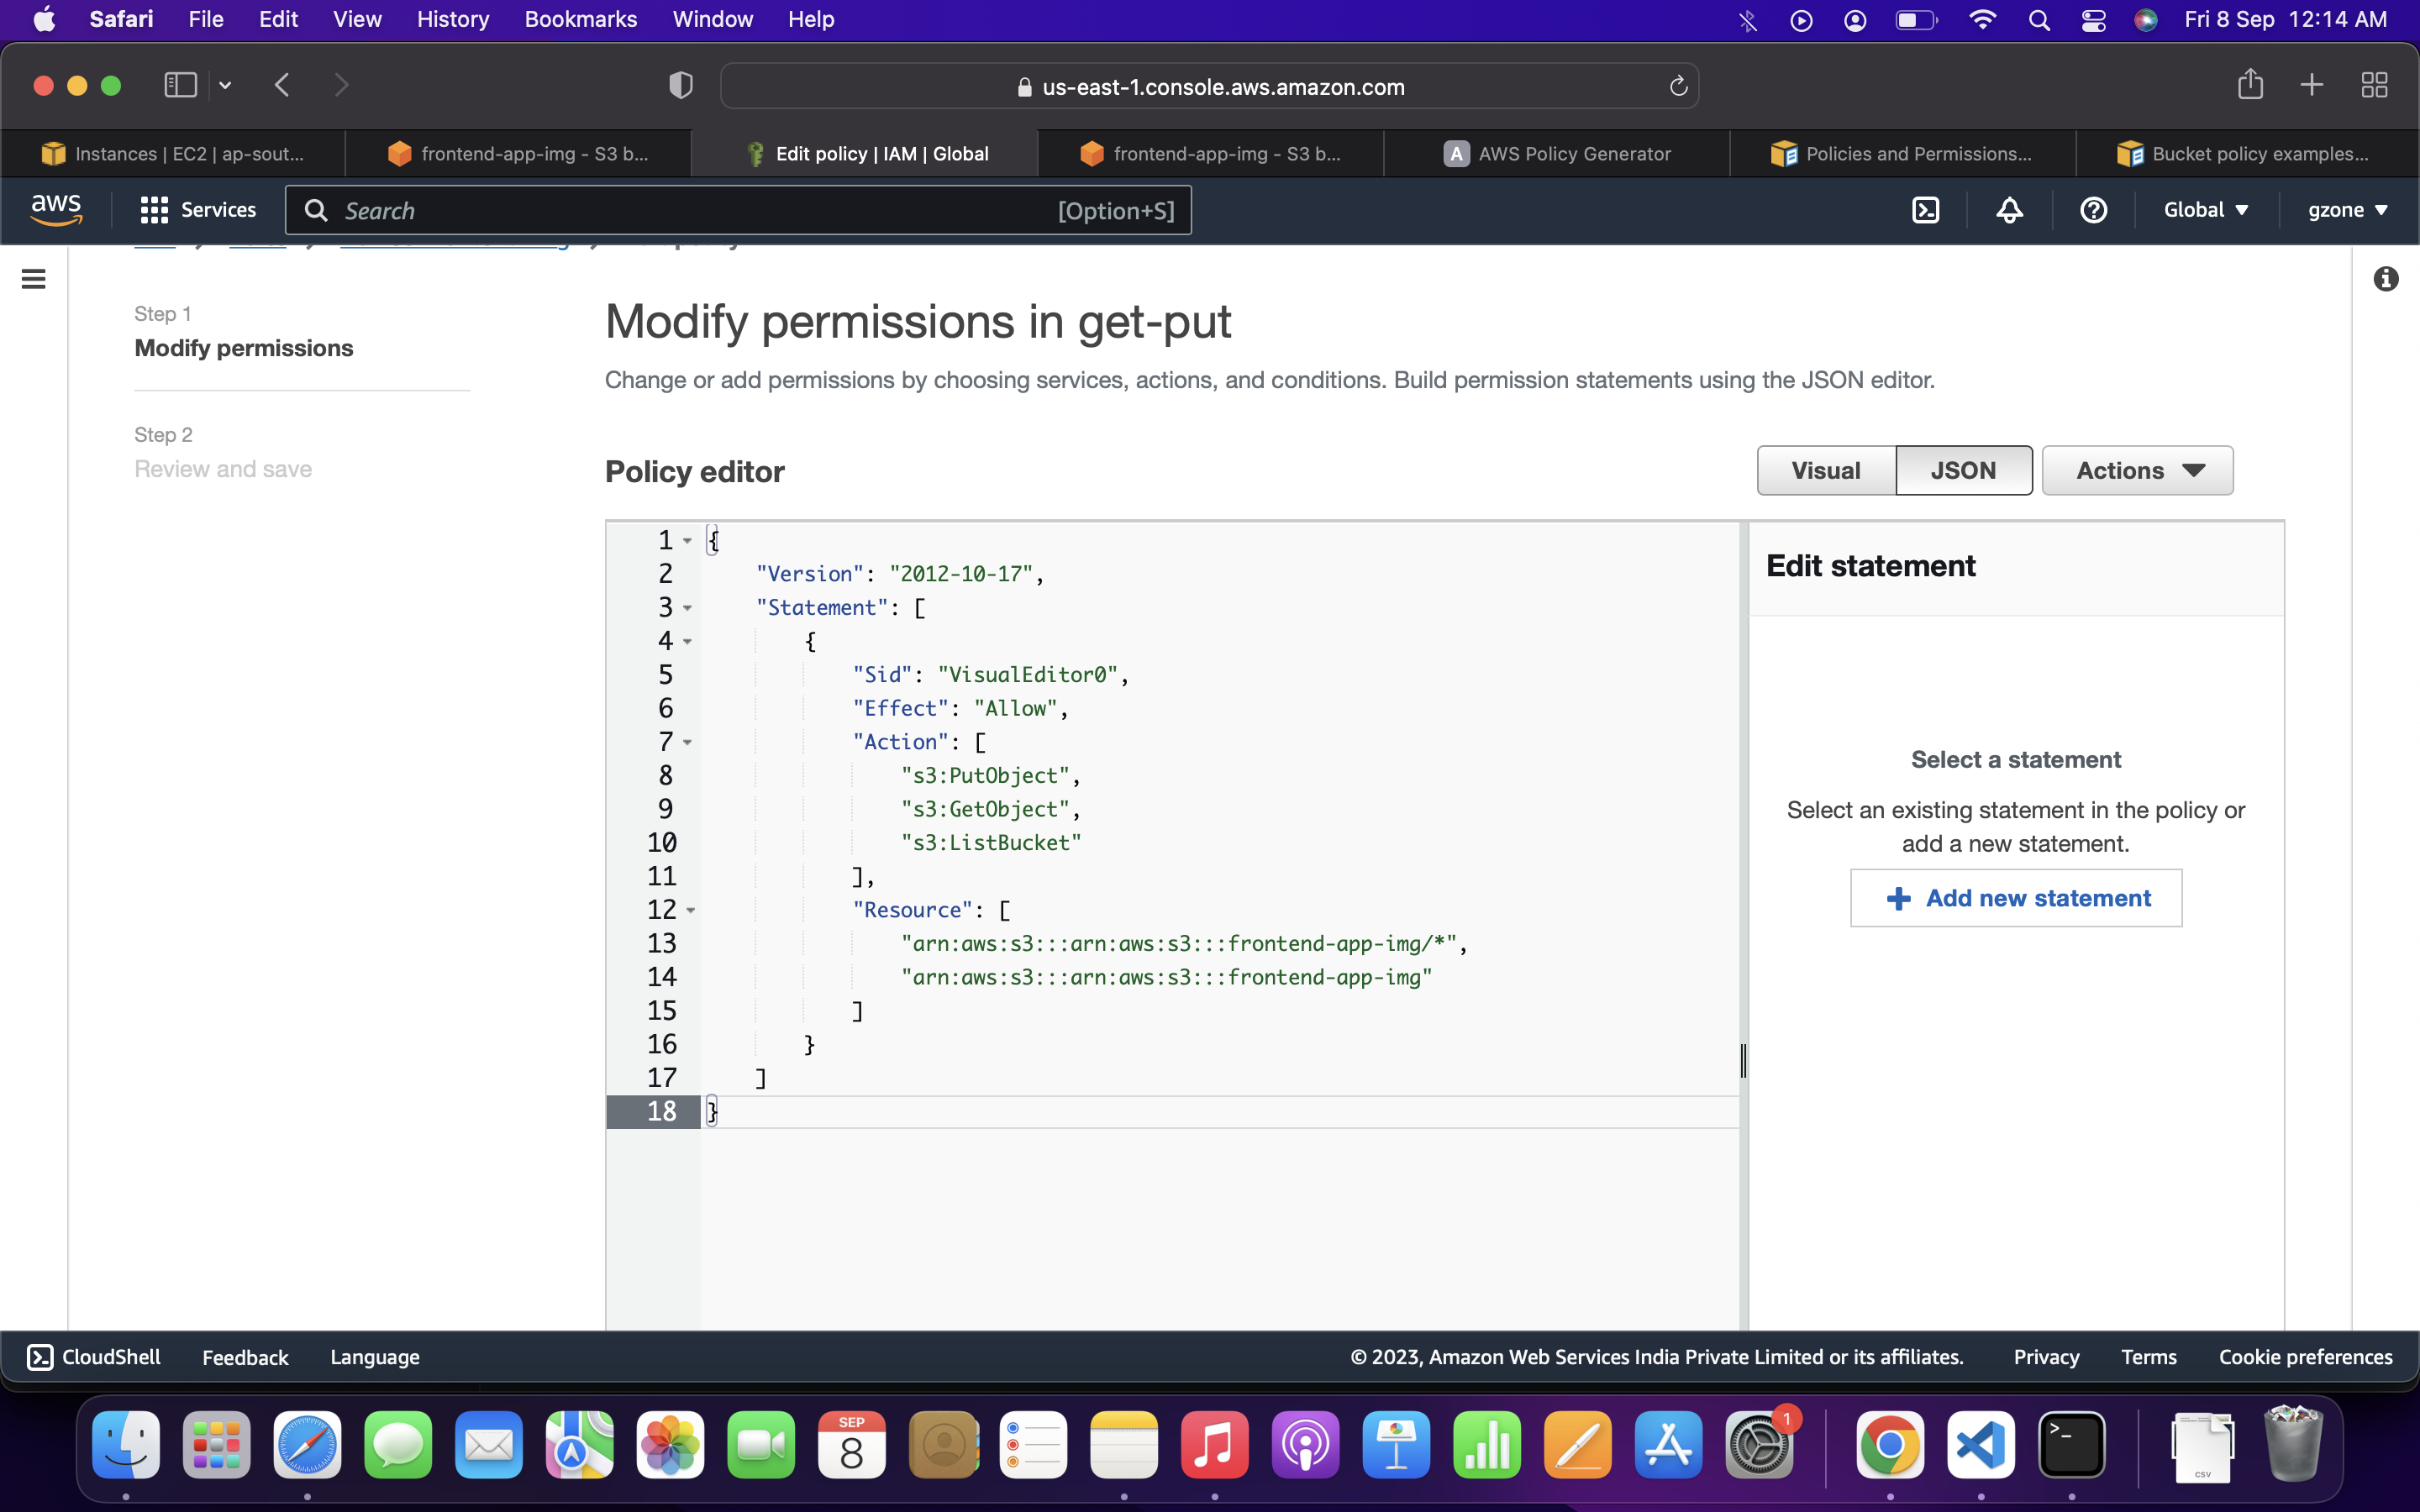 Safari File Edit View History Bookmarks Window Help Fri 8 Sep 12:14 AM
us-east-1.console.aws.amazon.com
Instances | EC2 | ap-sout... frontend-app-img - S3 b... Edit policy | IAM | Global frontend-app-img - S3 b... A AWS Policy Generator Policies and Permissions... Bucket policy examples...
aws Services Search [Option+S] Global gzone
Step 1
Modify permissions
Step 2
Review and save
Modify permissions in get-put
Change or add permissions by choosing services, actions, and conditions. Build permission statements using the JSON editor.
Policy editor
Visual JSON Actions
1 {
2 "Version": "2012-10-17",
3 "Statement": [
4 {
5 "Sid": "VisualEditor0",
6 "Effect": "Allow",
7 "Action": [
8 "s3:PutObject",
9 "s3:GetObject",
10 "s3:ListBucket"
11 ],
12 "Resource": [
13 "arn:aws:s3:::arn:aws:s3:::frontend-app-img/*",
14 "arn:aws:s3:::arn:aws:s3:::frontend-app-img"
15 ]
16 }
17 ]
18 }
Edit statement
Select a statement
Select an existing statement in the policy or
add a new statement.
+ Add new statement
CloudShell Feedback Language © 2023, Amazon Web Services India Private Limited or its affiliates. Privacy Terms Cookie preferences
SEP
8
1
CSV